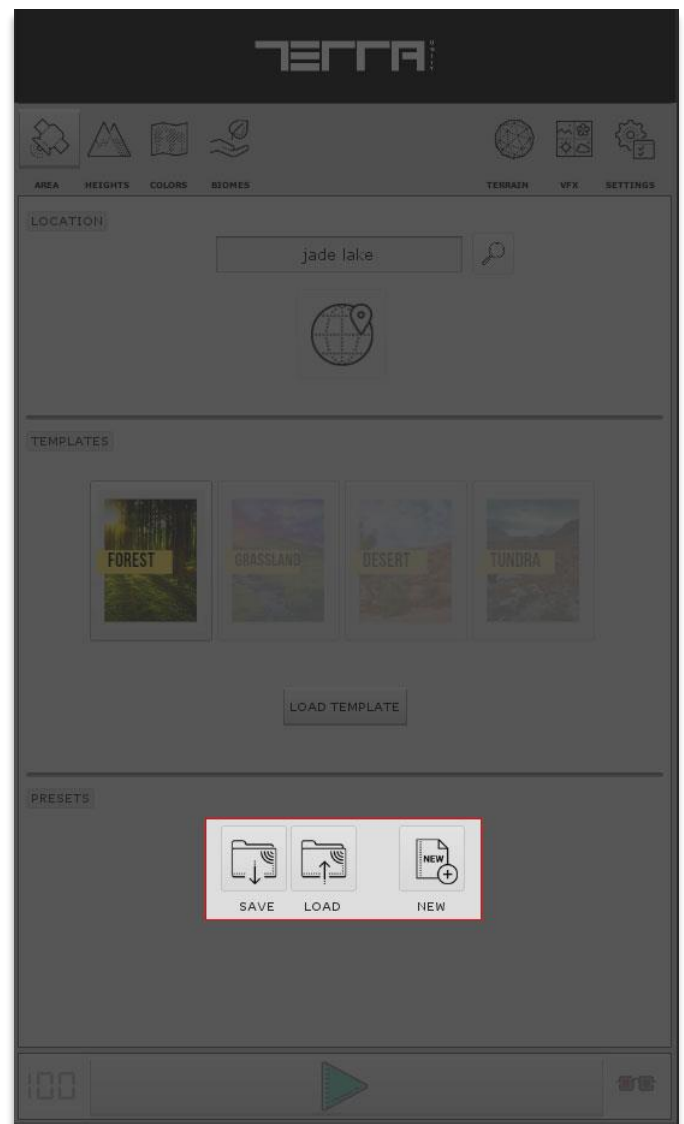 TERRA
UNITY
AREA HEIGHTS COLORS BIOMES TERRAIN VFX SETTINGS
LOCATION
jade lake
TEMPLATES
FOREST GRASSLAND DESERT TUNDRA
LOAD TEMPLATE
PRESETS
NEW
SAVE LOAD NEW
100